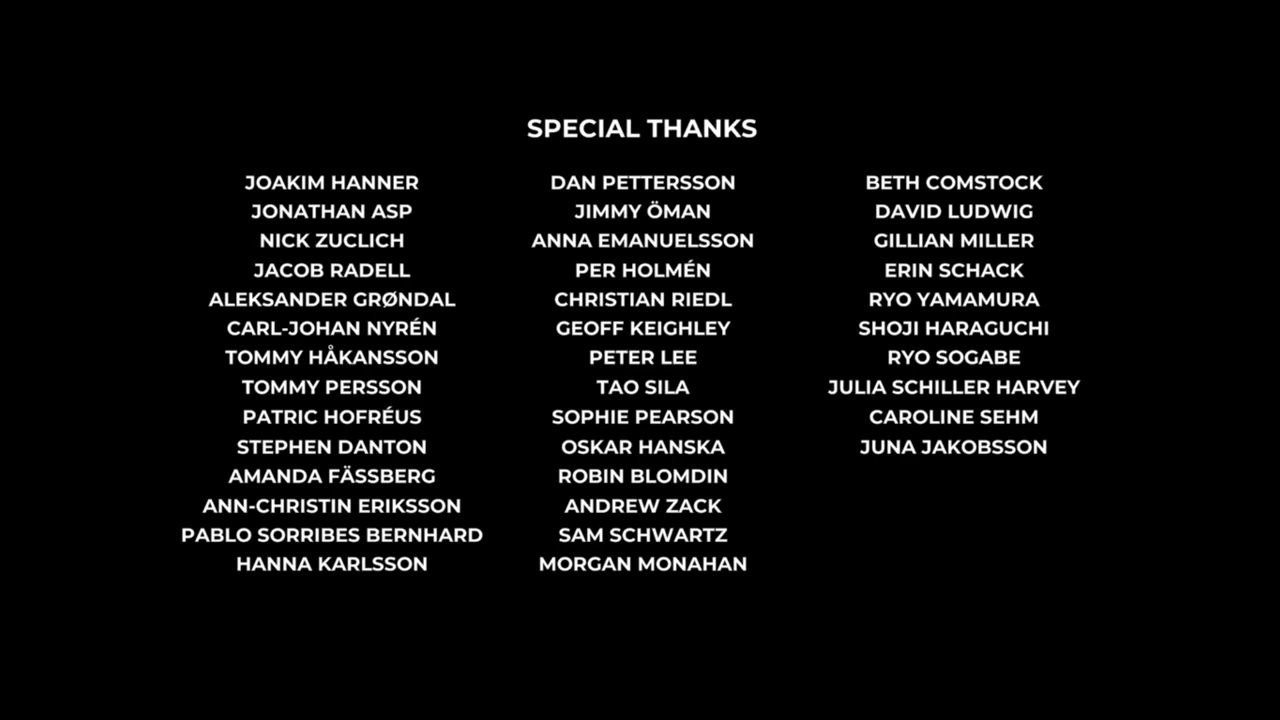 SPECIAL THANKS
JOAKIM HANNER
JONATHAN ASP
NICK ZUCLICH
JACOB RADELL
ALEKSANDER GRØNDAL
CARL-JOHAN NYRÉN
TOMMY HÅKANSSON
TOMMY PERSSON
PATRIC HOFRÉUS
STEPHEN DANTON
AMANDA FÄSSBERG
ANN-CHRISTIN ERIKSSON
PABLO SORRIBES BERNHARD
HANNA KARLSSON
DAN PETTERSSON
JIMMY ÖMAN
ANNA EMANUELSSON
PER HOLMÉN
CHRISTIAN RIEDL
GEOFF KEIGHLEY
PETER LEE
TAO SILA
SOPHIE PEARSON
OSKAR HANSKA
ROBIN BLOMDIN
ANDREW ZACK
SAM SCHWARTZ
MORGAN MONAHAN
BETH COMSTOCK
DAVID LUDWIG
GILLIAN MILLER
ERIN SCHACK
RYO YAMAMURA
SHOJI HARAGUCHI
RYO SOGABE
JULIA SCHILLER HARVEY
CAROLINE SEHM
JUNA JAKOBSSON